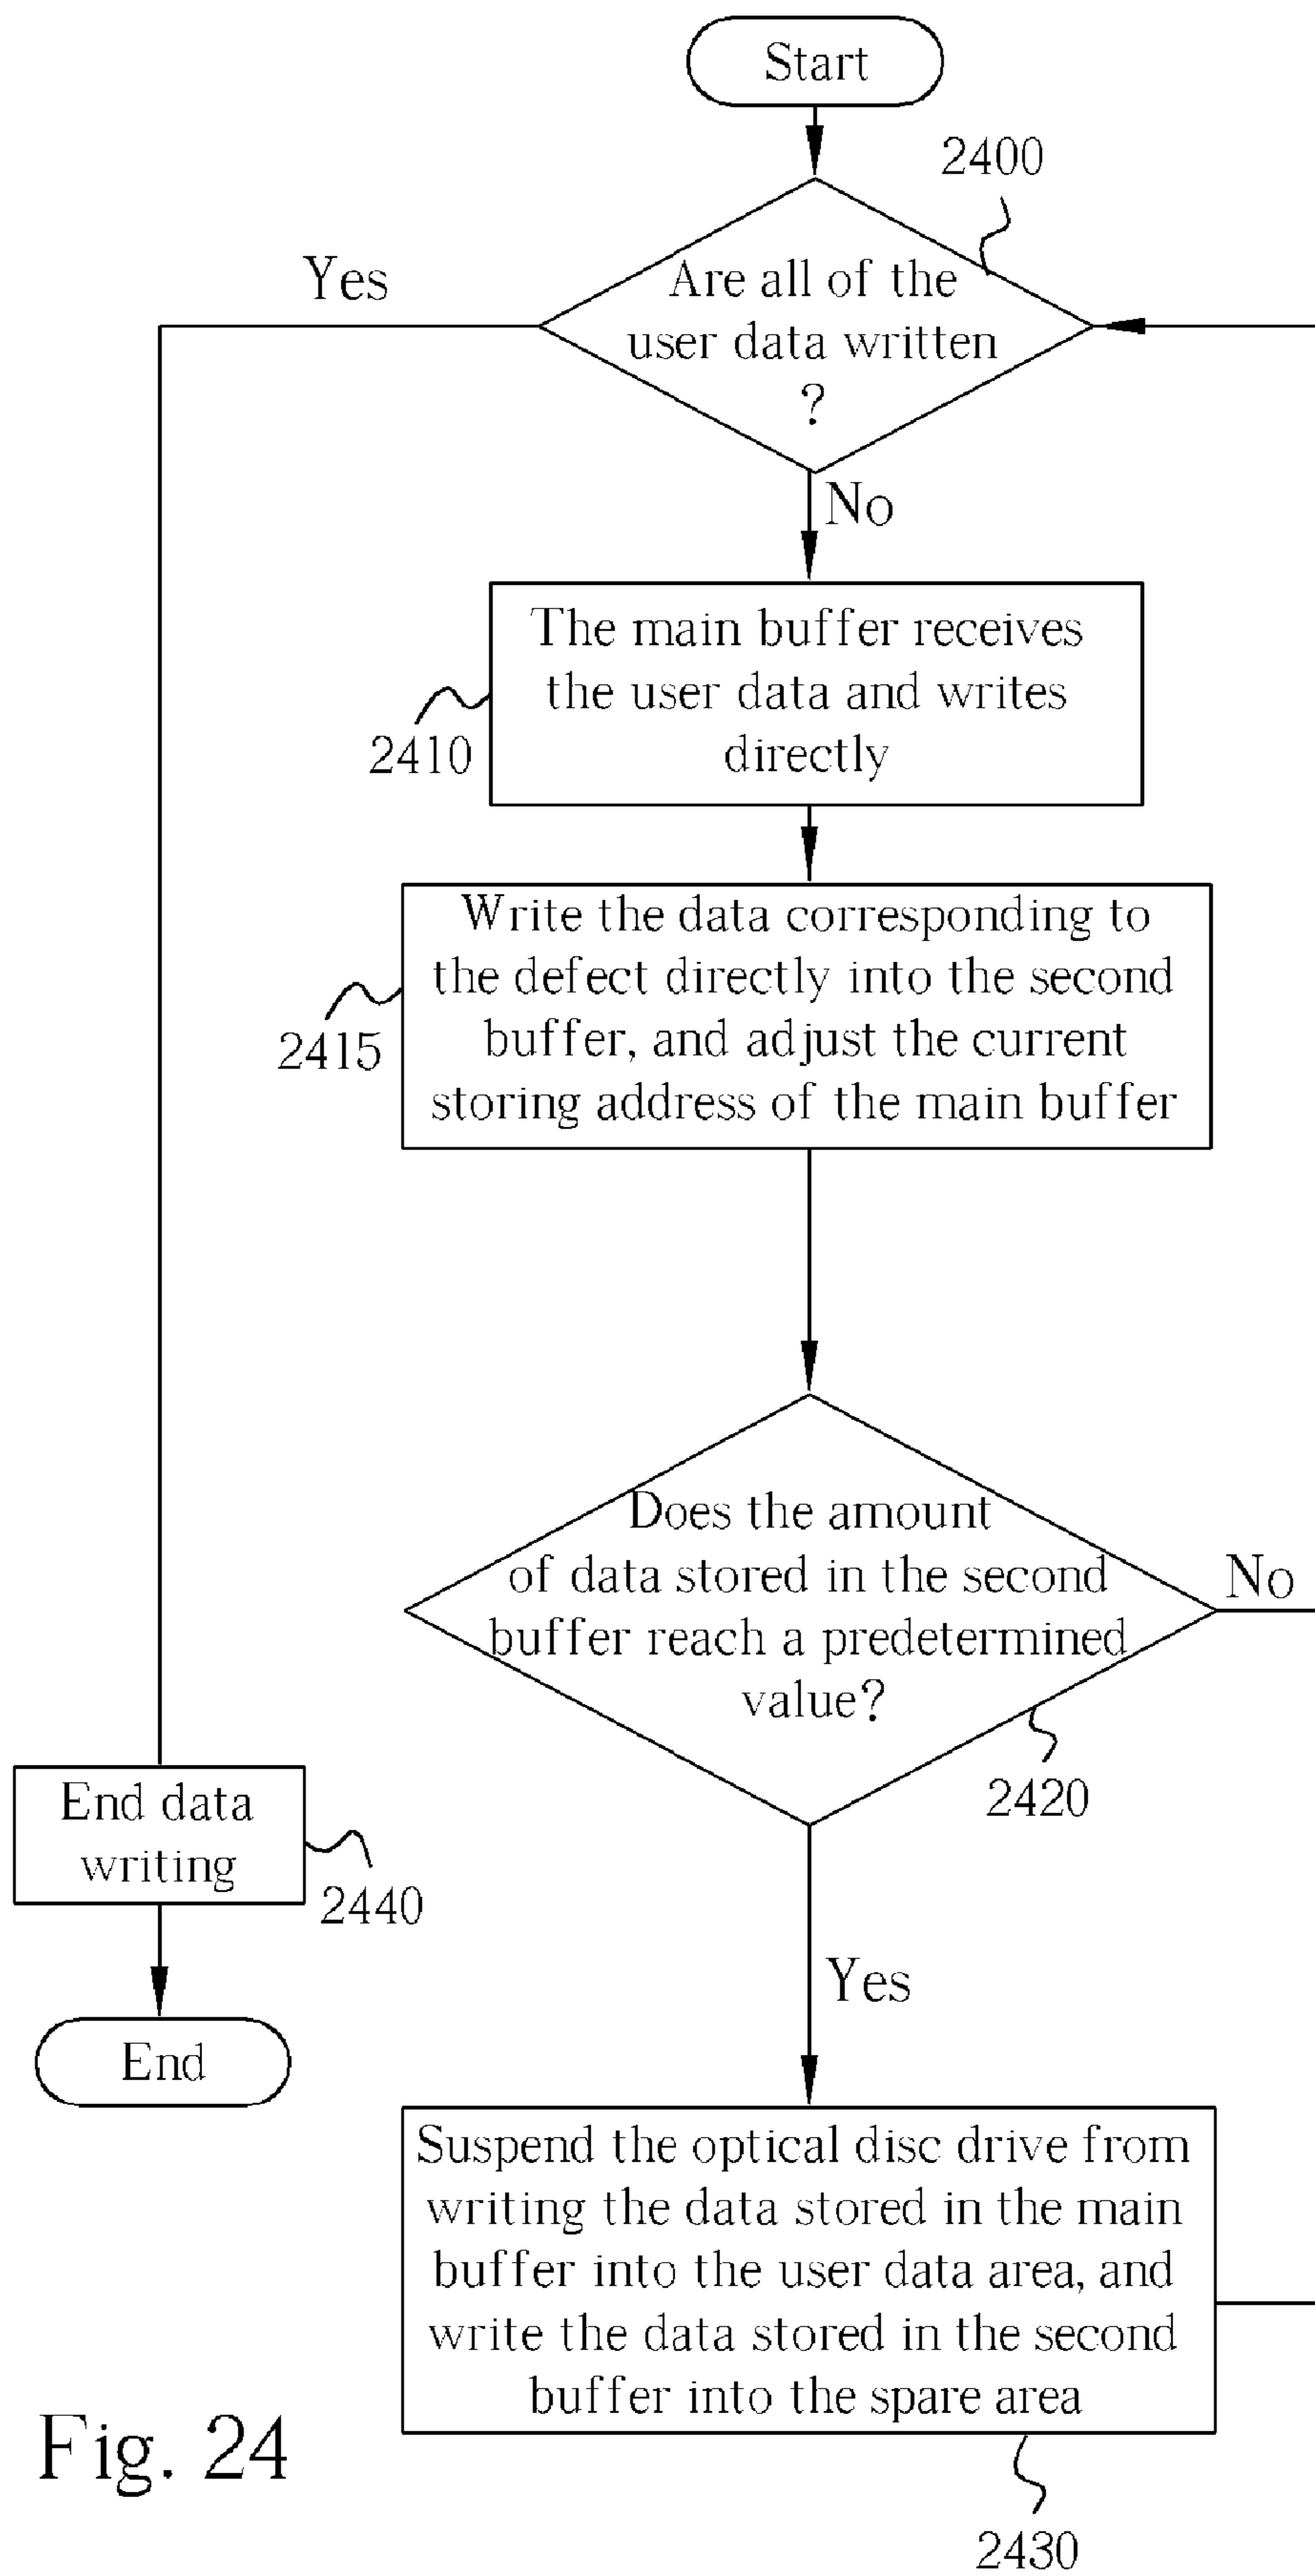 Start
2400
Yes
Are all of the
user data written
?
No
The main buffer receives
the user data and writes
directly
2410
Write the data corresponding to
the defect directly into the second
buffer, and adjust the current
storing address of the main buffer
2415
Does the amount
of data stored in the second
buffer reach a predetermined
value?
No
2420
End data
writing
2440
Yes
End
Suspend the optical disc drive from
writing the data stored in the main
buffer into the user data area, and
write the data stored in the second
buffer into the spare area
Fig. 24
2430